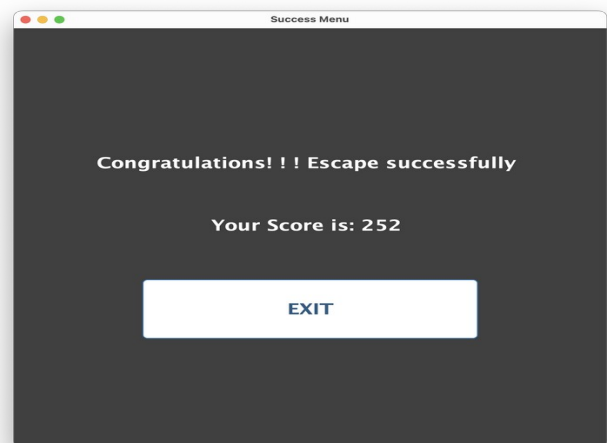 Success Menu
Congratulations! ! ! Escape successfully
Your Score is: 252
EXIT